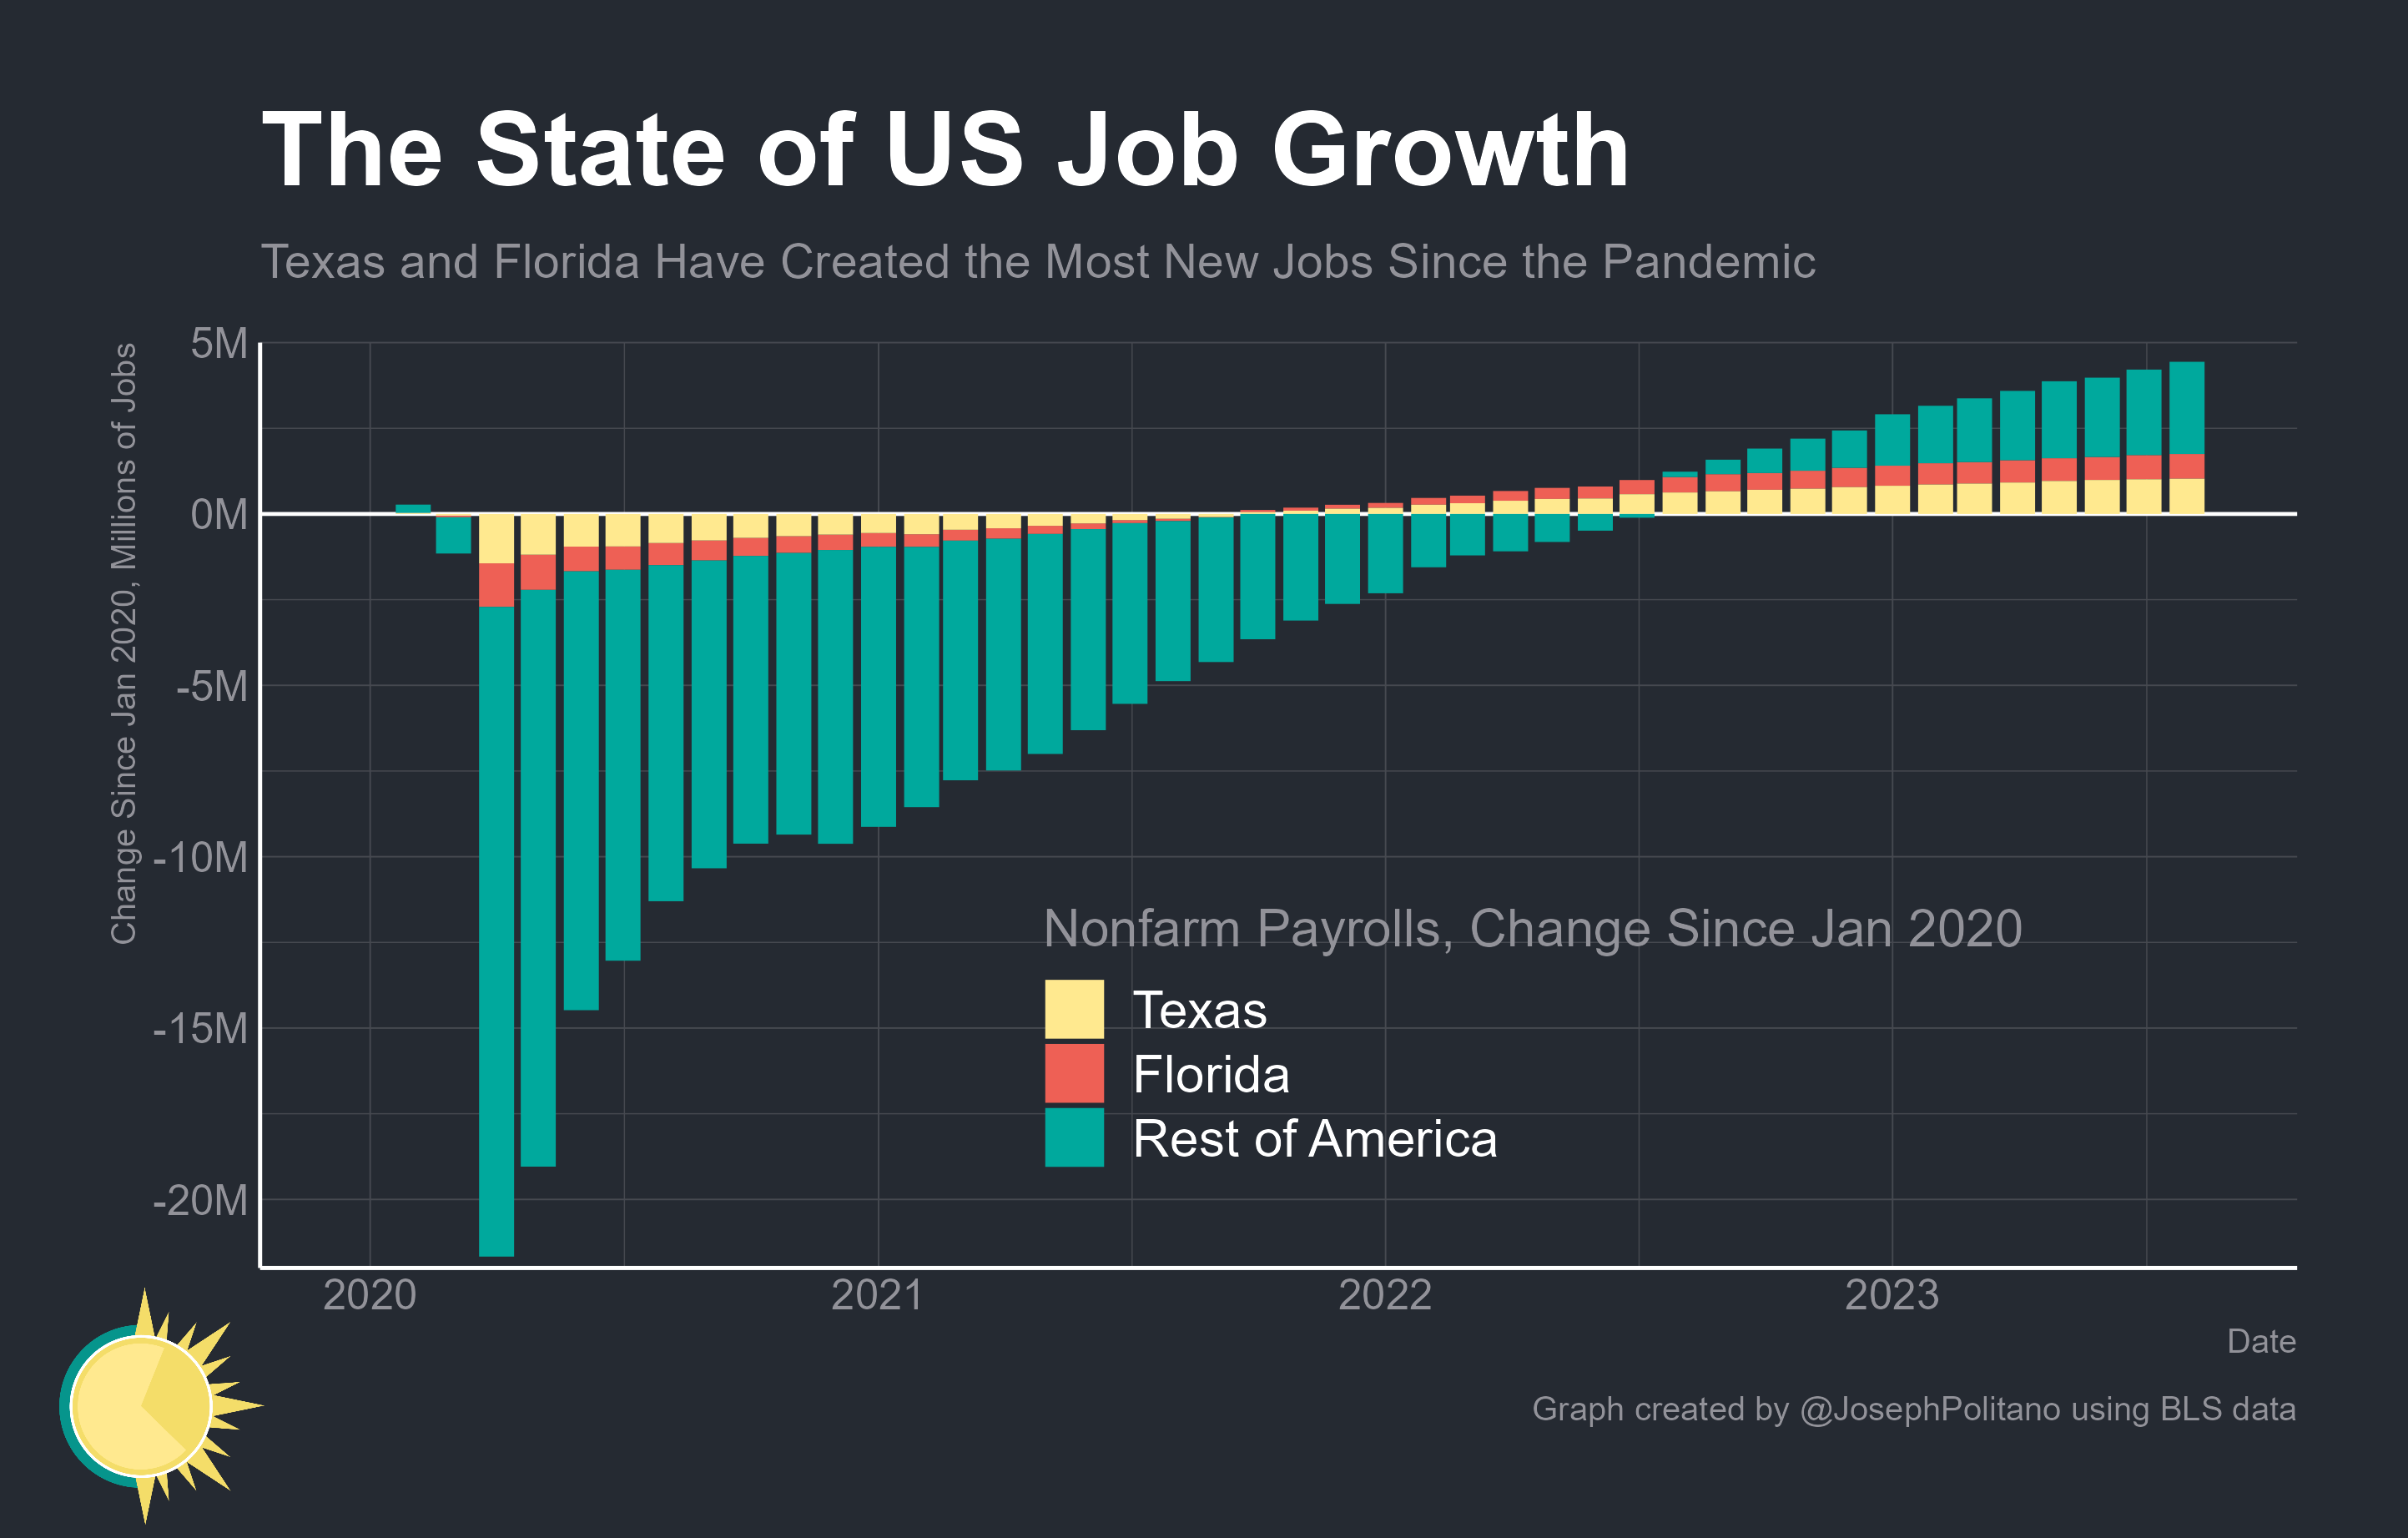 The State of US Job Growth
Texas and Florida Have Created the Most New Jobs Since the Pandemic
Change Since Jan 2020, Millions of Jobs
5M
0M
-5M
-10M
-15M
-20M
Nonfarm Payrolls, Change Since Jan 2020
Texas
Florida
Rest of America
2020 2021 2022 2023
Date
Graph created by @JosephPolitano using BLS data